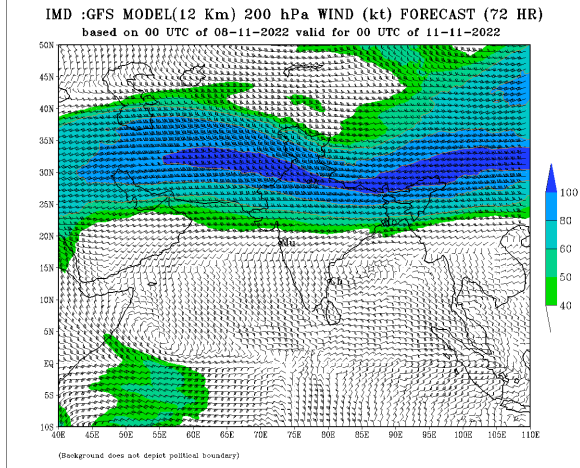 IMD :GFS MODEL(12 Km) 200 hPa WIND (kt) FORECAST (72 HR)
based on 00 UTC of 08-11-2022 valid for 00 UTC of 11-11-2022
50N
45N
40N
35N
30N
25N
20N
15N
10N
5N
EQ
5S
10S
40E 45E 50E 55E 60E 65E 70E 75E 80E 85E 90E 95E 100E 105E 110E
100
80
60
50
40
(Background does not depict political boundary)